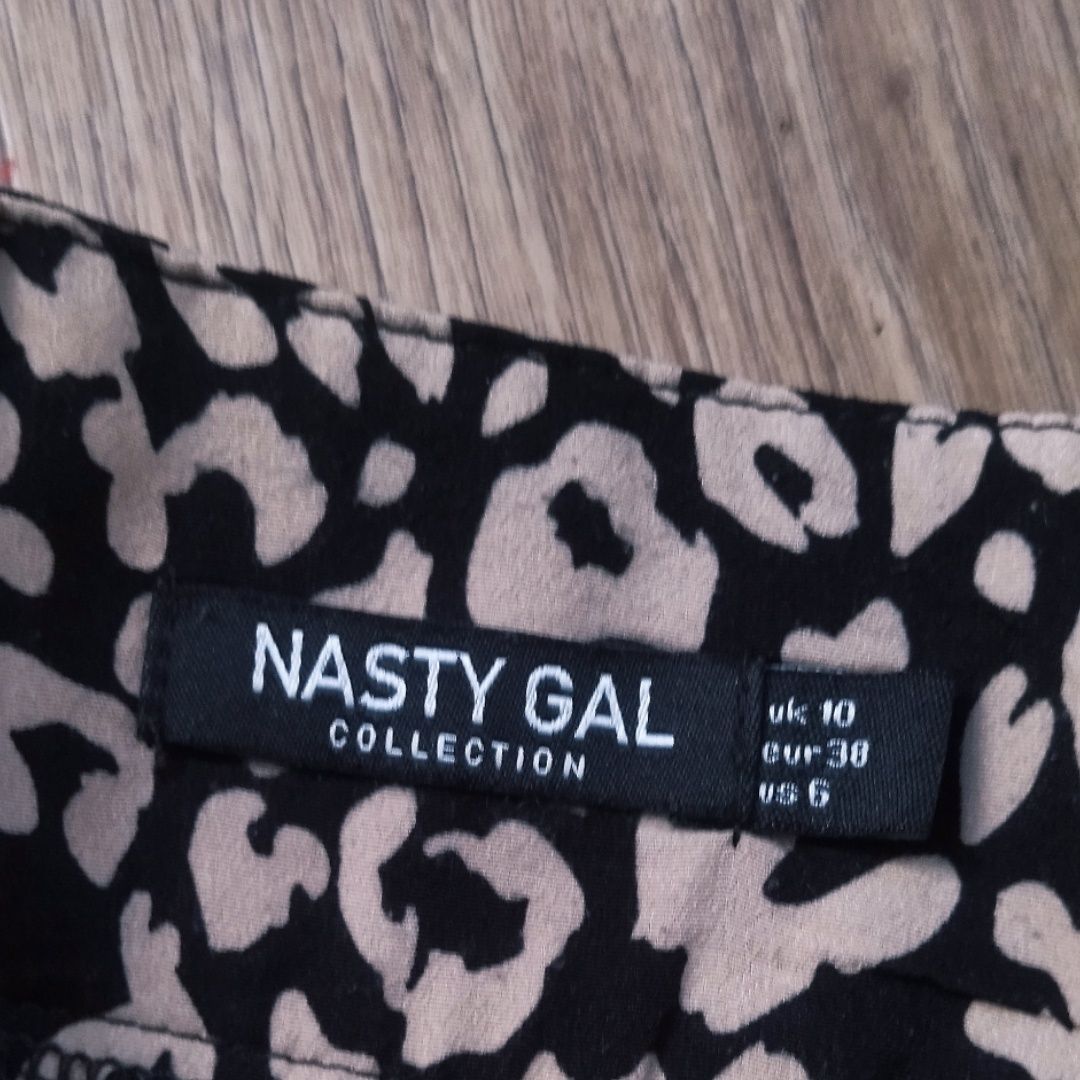 NASTY GAL
COLLECTION
uk 10
eur 38
us 6